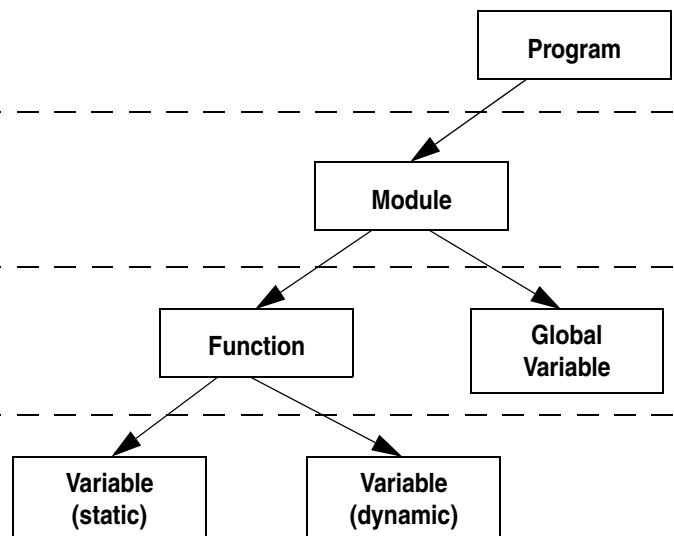 Program
Module
Function
Global
Variable
Variable
(static)
Variable
(dynamic)